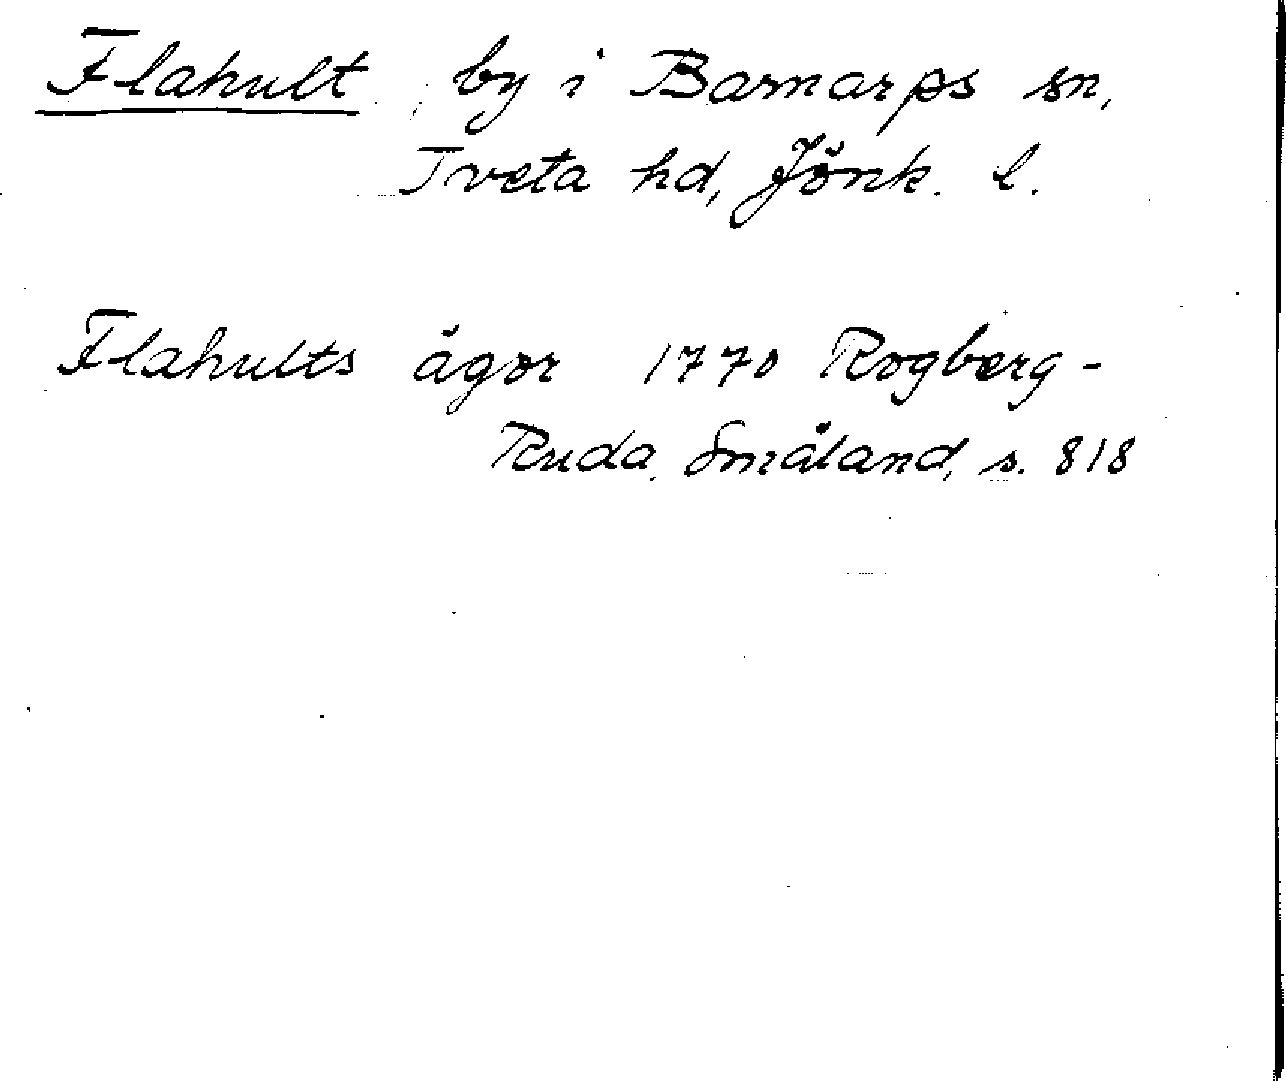 Flahult, by i Barnarps sn,
Tveta hd, Jönk. l.
Flahults ägor 1770 Rogberg-
Ruda, Småland, s. 818